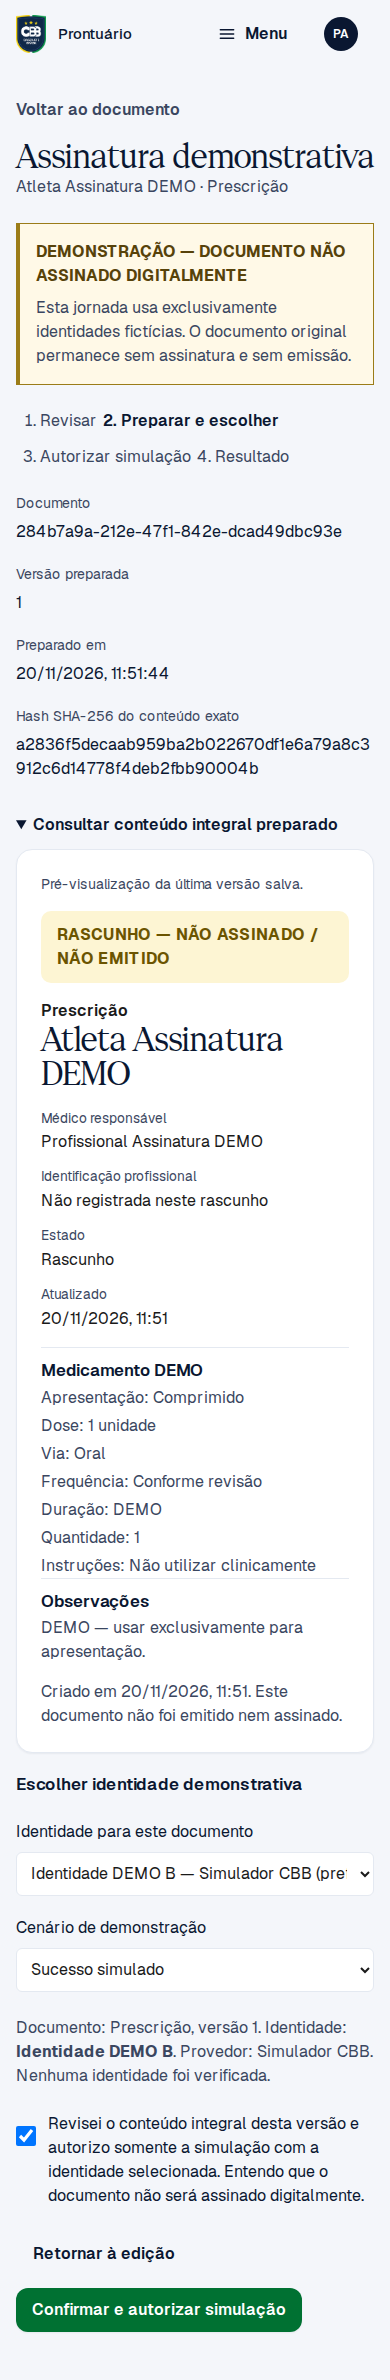 CBB
Prontuário
Menu
PA
Voltar ao documento
Assinatura demonstrativa
Atleta Assinatura DEMO · Prescrição
DEMONSTRAÇÃO — DOCUMENTO NÃO
ASSINADO DIGITALMENTE
Esta jornada usa exclusivamente
identidades fictícias. O documento original
permanece sem assinatura e sem emissão.
1. Revisar 2. Preparar e escolher
3. Autorizar simulação 4. Resultado
Documento
284b7a9a-212e-47f1-842e-dcad49dbc93e
Versão preparada
1
Preparado em
20/11/2026, 11:51:44
Hash SHA-256 do conteúdo exato
a2836f5decaab959ba2b022670df1e6a79a8c3
912c6d14778f4deb2fbb90004b
▼ Consultar conteúdo integral preparado
Pré-visualização da última versão salva.
RASCUNHO — NÃO ASSINADO /
NÃO EMITIDO
Prescrição
Atleta Assinatura
DEMO
Médico responsável
Profissional Assinatura DEMO
Identificação profissional
Não registrada neste rascunho
Estado
Rascunho
Atualizado
20/11/2026, 11:51
Medicamento DEMO
Apresentação: Comprimido
Dose: 1 unidade
Via: Oral
Frequência: Conforme revisão
Duração: DEMO
Quantidade: 1
Instruções: Não utilizar clinicamente
Observações
DEMO — usar exclusivamente para
apresentação.
Criado em 20/11/2026, 11:51. Este
documento não foi emitido nem assinado.
Escolher identidade demonstrativa
Identidade para este documento
Identidade DEMO B — Simulador CBB (pre
Cenário de demonstração
Sucesso simulado
Documento: Prescrição, versão 1. Identidade:
Identidade DEMO B. Provedor: Simulador CBB.
Nenhuma identidade foi verificada.
Revisei o conteúdo integral desta versão e
autorizo somente a simulação com a
identidade selecionada. Entendo que o
documento não será assinado digitalmente.
Retornar à edição
Confirmar e autorizar simulação